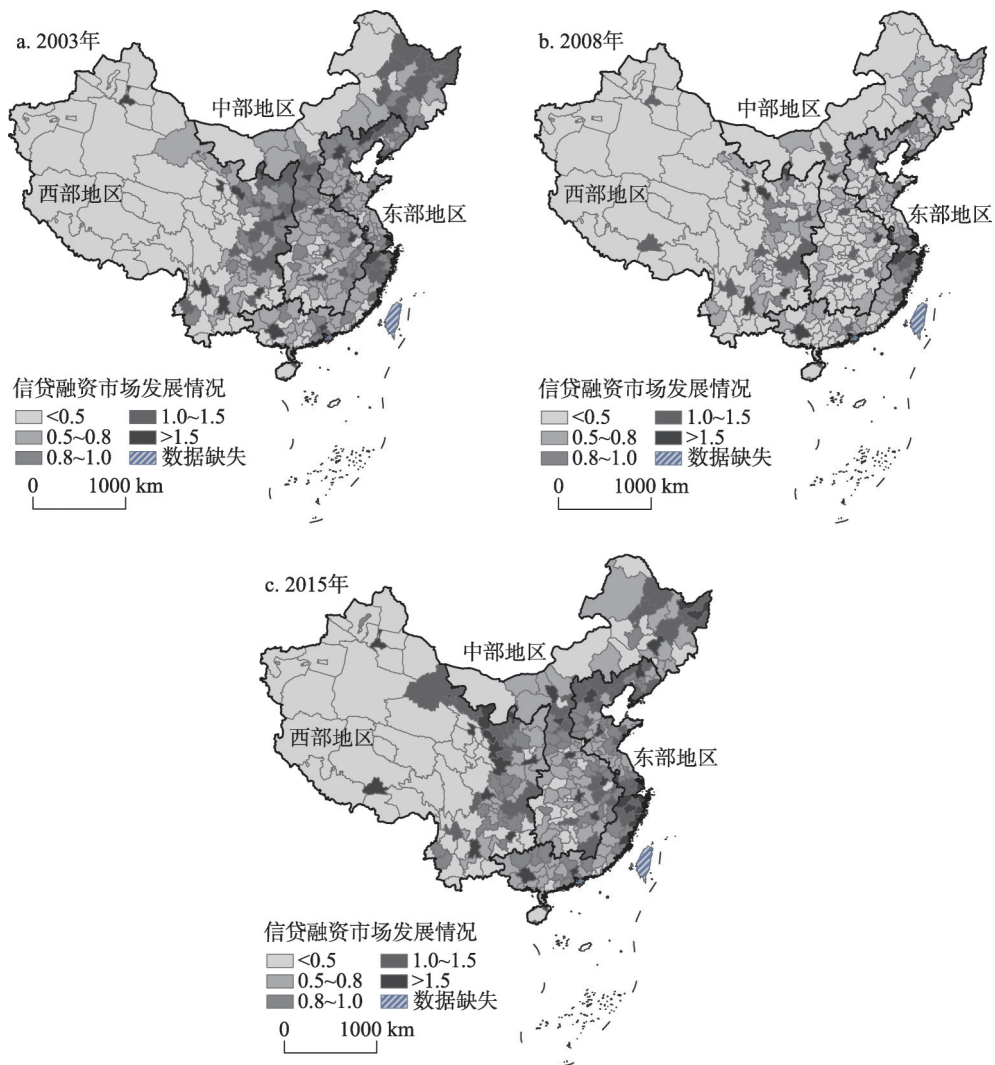 a. 2003年
中部地区
西部地区
东部地区
信贷融资市场发展情况
<0.5 1.0~1.5
0.5~0.8 >1.5
0.8~1.0 数据缺失
0 1000 km
b. 2008年
中部地区
西部地区
东部地区
信贷融资市场发展情况
<0.5 1.0~1.5
0.5~0.8 >1.5
0.8~1.0 数据缺失
0 1000 km
c. 2015年
中部地区
西部地区
东部地区
信贷融资市场发展情况
<0.5 1.0~1.5
0.5~0.8 >1.5
0.8~1.0 数据缺失
0 1000 km